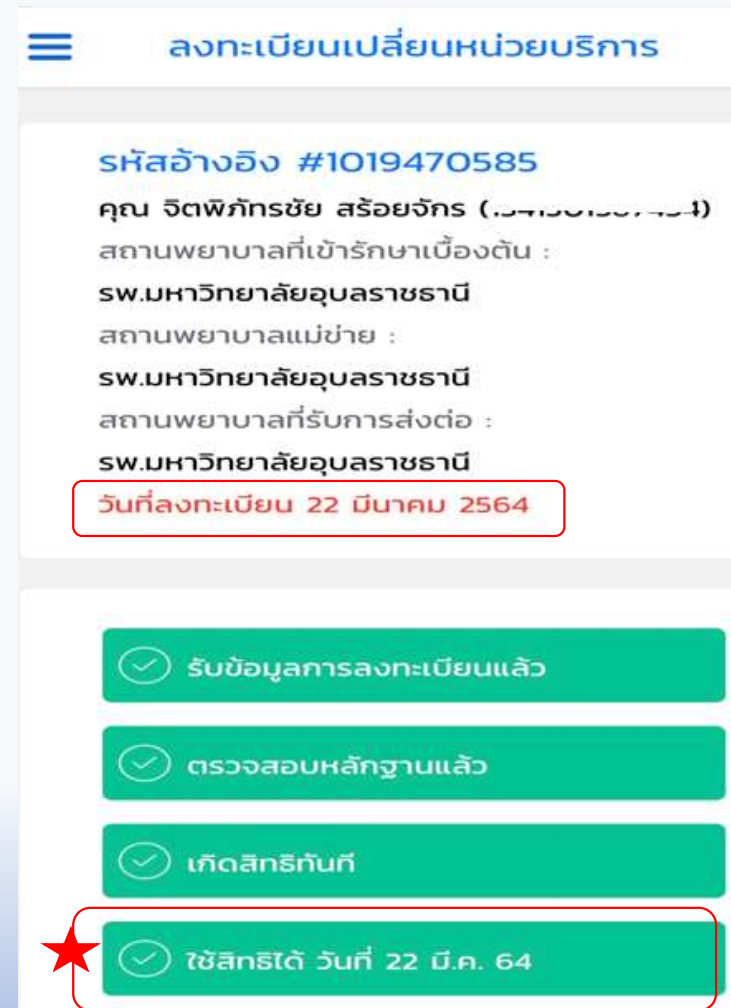 ลงทะเบียนเปลี่ยนหน่วยบริการ
รหัสอ้างอิง #1019470585
คุณ จิตพิภัทรชัย สร้อยจักร
สถานพยาบาลที่เข้ารักษาเบื้องต้น :
รพ.มหาวิทยาลัยอุบลราชธานี
สถานพยาบาลแม่ข่าย :
รพ.มหาวิทยาลัยอุบลราชธานี
สถานพยาบาลที่รับการส่งต่อ :
รพ.มหาวิทยาลัยอุบลราชธานี
วันที่ลงทะเบียน 22 มีนาคม 2564
รับข้อมูลการลงทะเบียนแล้ว
ตรวจสอบหลักฐานแล้ว
เกิดสิทธิทันที
ใช้สิทธิได้ วันที่ 22 มี.ค. 64